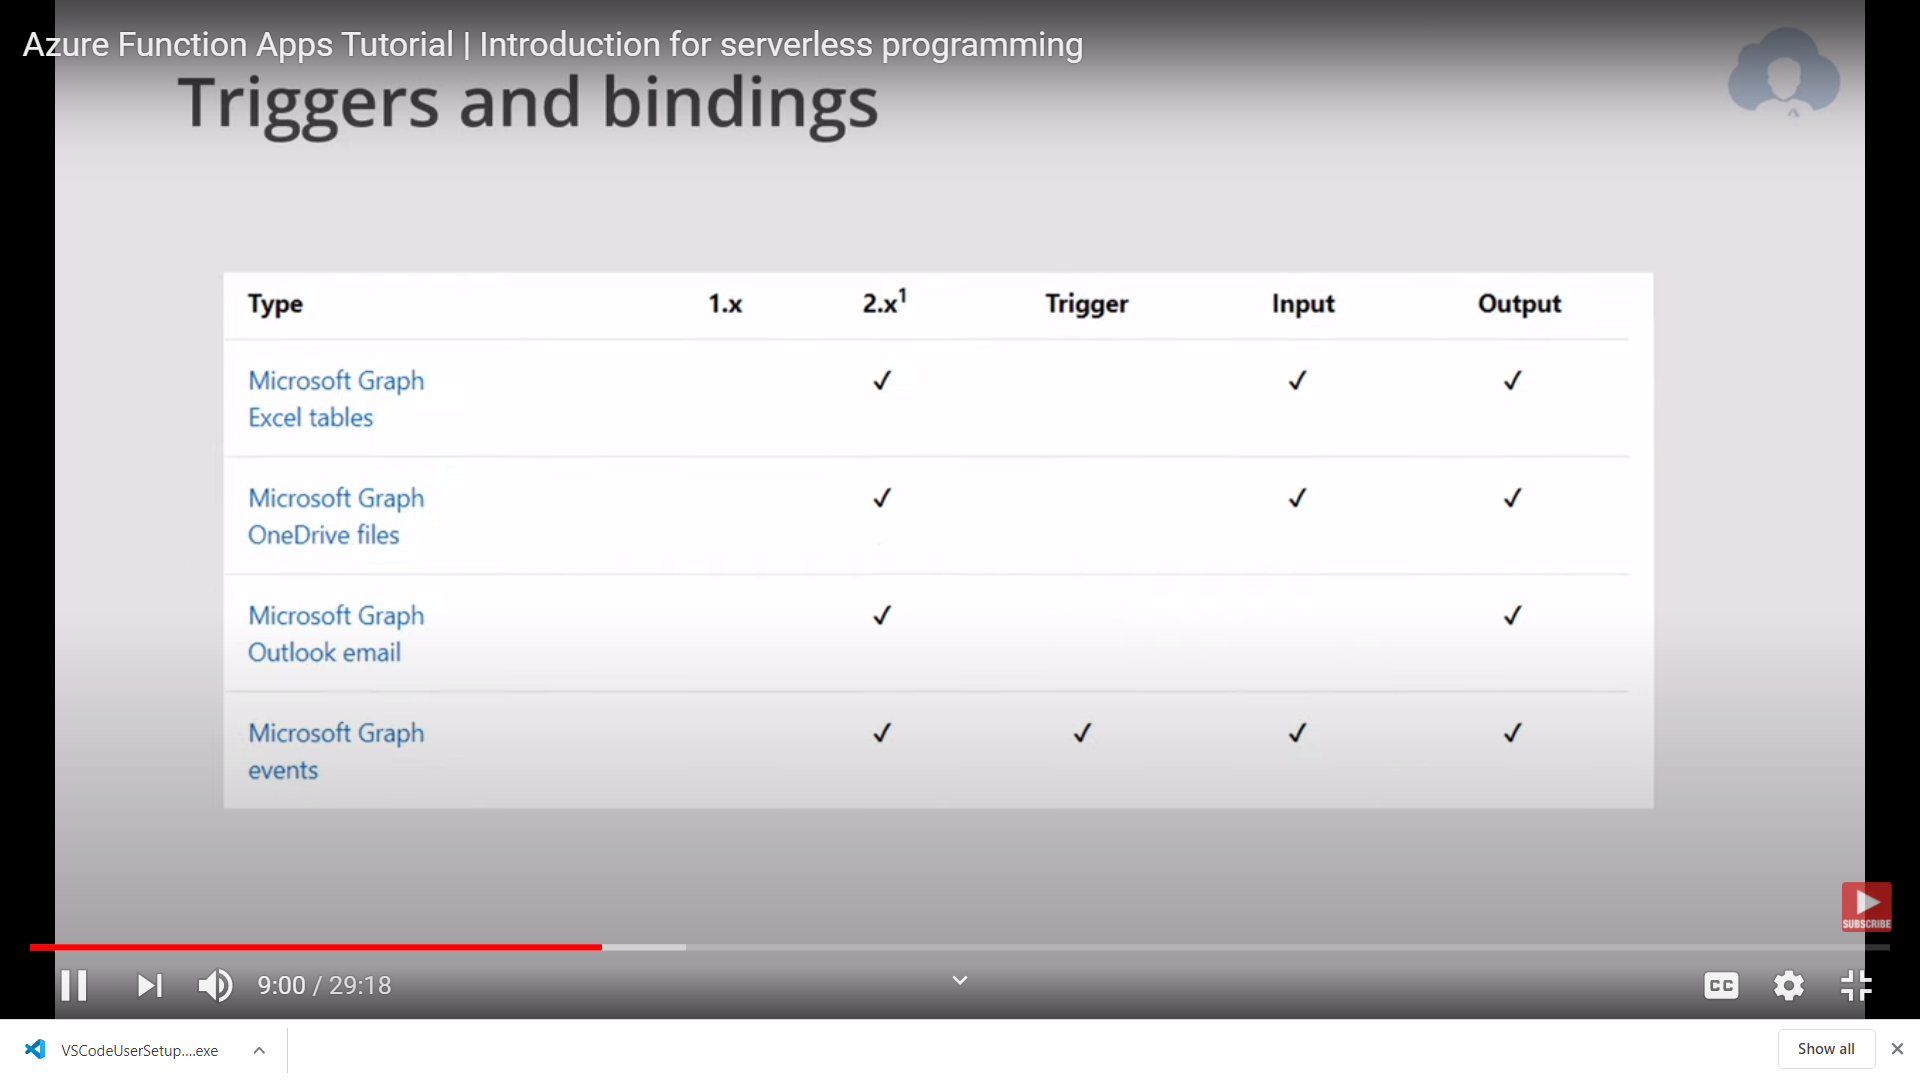 Azure Function Apps Tutorial | Introduction for serverless programming
Triggers and bindings
Type 1.x 2.x¹ Trigger Input Output
Microsoft Graph ✓ ✓ ✓
Excel tables
Microsoft Graph ✓ ✓ ✓
OneDrive files
Microsoft Graph ✓ ✓
Outlook email
Microsoft Graph ✓ ✓ ✓ ✓
events
SUBSCRIBE
9:00 / 29:18
CC
VSCodeUserSetup....exe
Show all